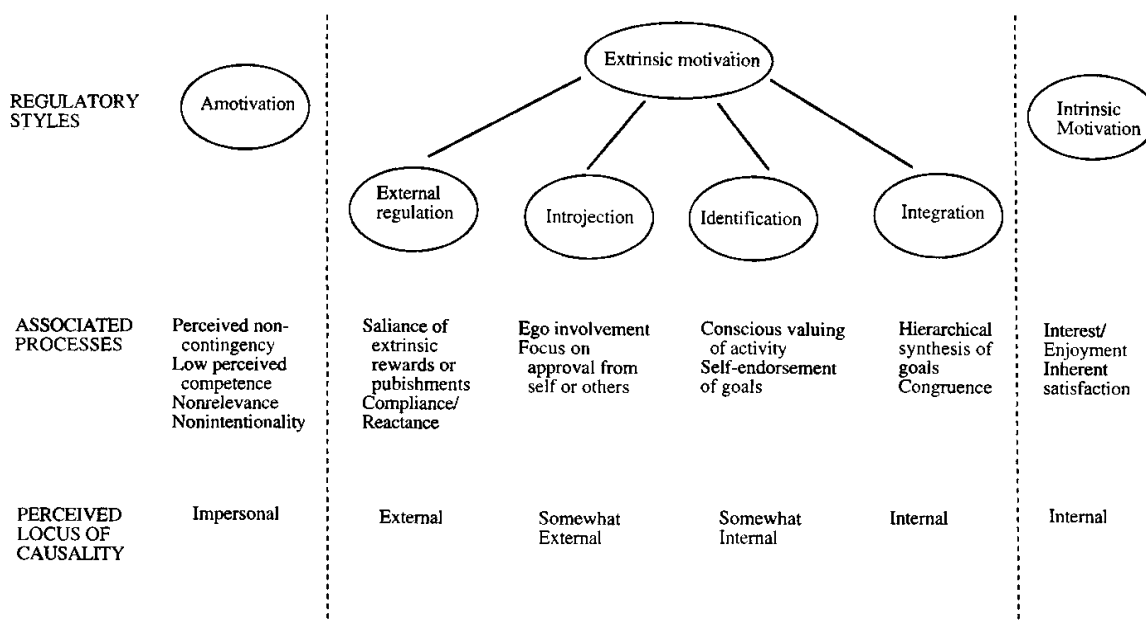 REGULATORY
STYLES
Amotivation
Extrinsic motivation
Intrinsic
Motivation
External
regulation
Introjection
Identification
Integration
ASSOCIATED
PROCESSES
Perceived non-
contingency
Low perceived
competence
Nonrelevance
Nonintentionality
Saliance of
extrinsic
rewards or
pubishments
Compliance/
Reactance
Ego involvement
Focus on
approval from
self or others
Conscious valuing
of activity
Self-endorsement
of goals
Hierarchical
synthesis of
goals
Congruence
Interest/
Enjoyment
Inherent
satisfaction
PERCEIVED
LOCUS OF
CAUSALITY
Impersonal
External
Somewhat
External
Somewhat
Internal
Internal
Internal